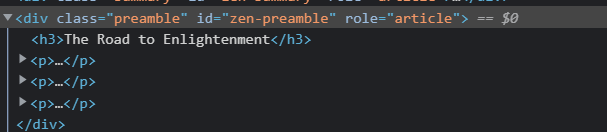 <div class="preamble" id="zen-preamble" role="article"> == $0
<h3>The Road to Enlightenment</h3>
<p>…</p>
<p>…</p>
<p>…</p>
</div>